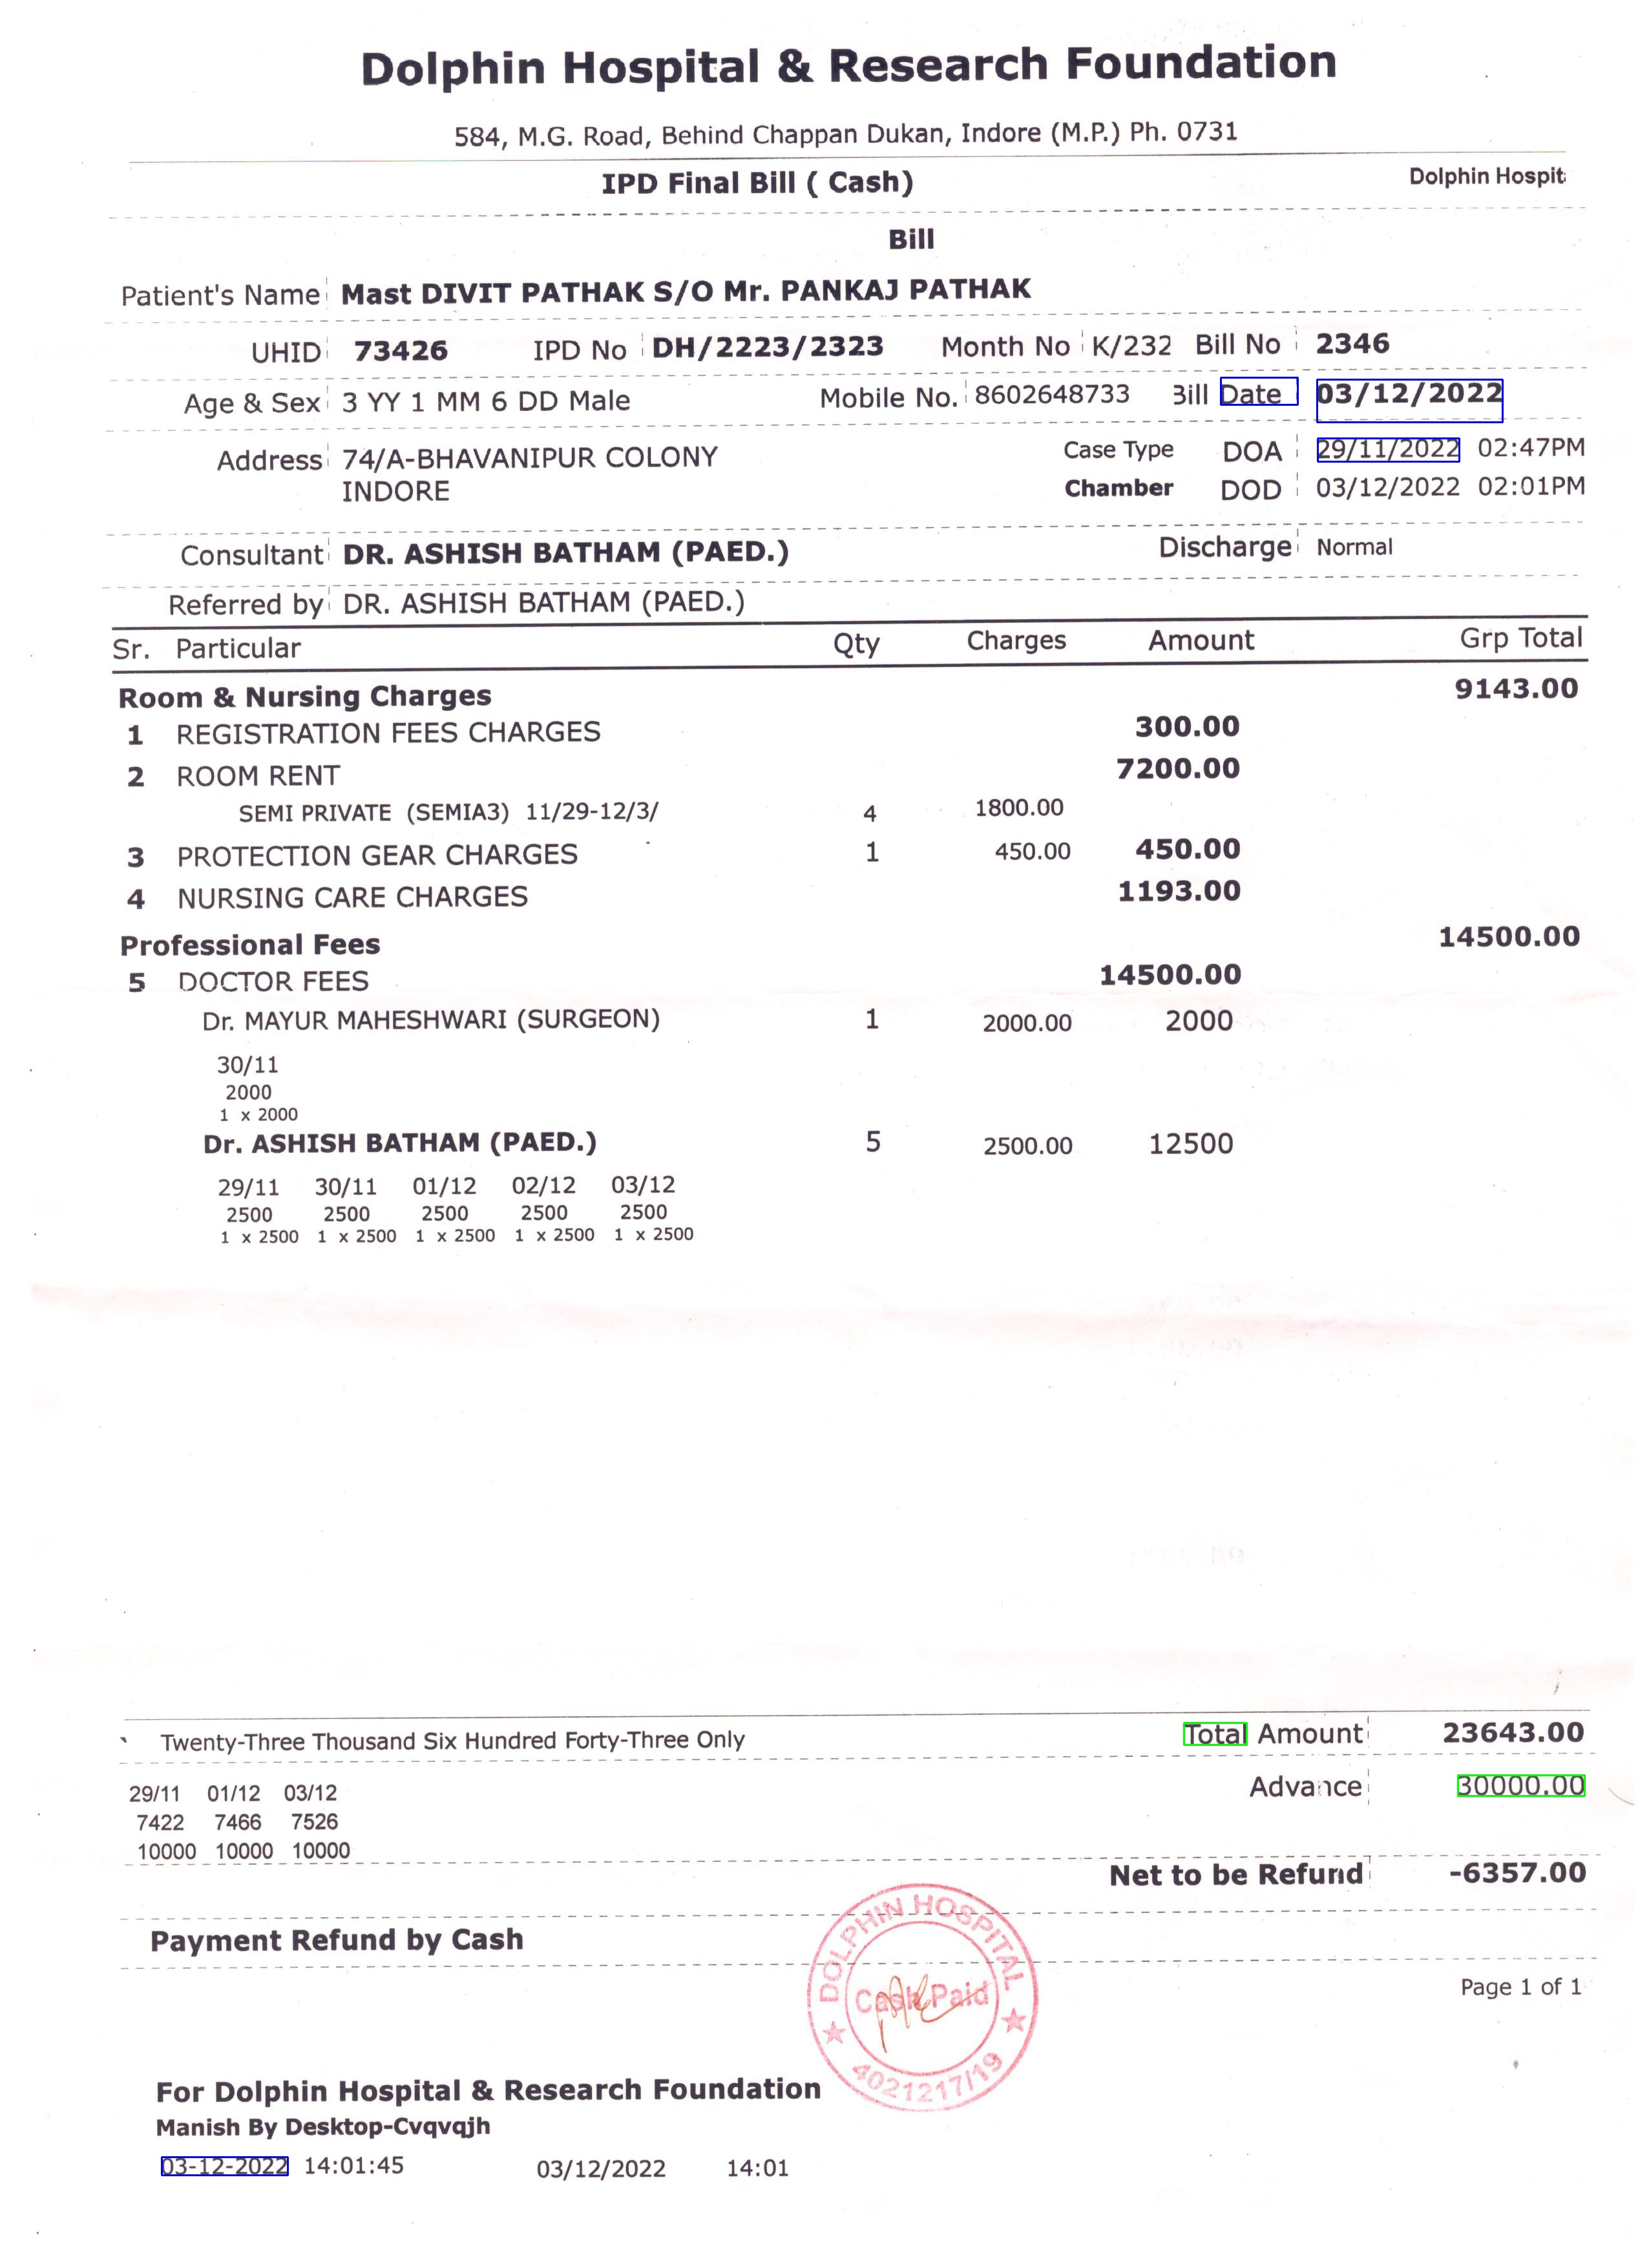 Dolphin Hospital & Research Foundation
584, M.G. Road, Behind Chappan Dukan, Indore (M.P.) Ph. 0731
IPD Final Bill ( Cash) Dolphin Hospit
Bill
Patient's Name Mast DIVIT PATHAK S/O Mr. PANKAJ PATHAK
UHID 73426 IPD No DH/2223/2323 Month No K/232 Bill No 2346
Age & Sex 3 YY 1 MM 6 DD Male Mobile No. 8602648733 Bill Date 03/12/2022
Address 74/A-BHAVANIPUR COLONY Case Type DOA 29/11/2022 02:47PM
INDORE Chamber DOD 03/12/2022 02:01PM
Consultant DR. ASHISH BATHAM (PAED.) Discharge Normal
Referred by DR. ASHISH BATHAM (PAED.)
Sr. Particular Qty Charges Amount Grp Total
Room & Nursing Charges 9143.00
1 REGISTRATION FEES CHARGES 300.00
2 ROOM RENT 7200.00
SEMI PRIVATE (SEMIA3) 11/29-12/3/ 4 1800.00
3 PROTECTION GEAR CHARGES 1 450.00 450.00
4 NURSING CARE CHARGES 1193.00
Professional Fees 14500.00
5 DOCTOR FEES 14500.00
Dr. MAYUR MAHESHWARI (SURGEON) 1 2000.00 2000
30/11
2000
1 x 2000
Dr. ASHISH BATHAM (PAED.) 5 2500.00 12500
29/11 30/11 01/12 02/12 03/12
2500 2500 2500 2500 2500
1 x 2500 1 x 2500 1 x 2500 1 x 2500 1 x 2500
Twenty-Three Thousand Six Hundred Forty-Three Only Total Amount 23643.00
29/11 01/12 03/12 Advance 30000.00
7422 7466 7526
10000 10000 10000
Net to be Refund -6357.00
Payment Refund by Cash
DOLPHIN HOSPITAL
Cash Paid
4021217/19
Page 1 of 1
For Dolphin Hospital & Research Foundation
Manish By Desktop-Cvqvqjh
03-12-2022 14:01:45 03/12/2022 14:01